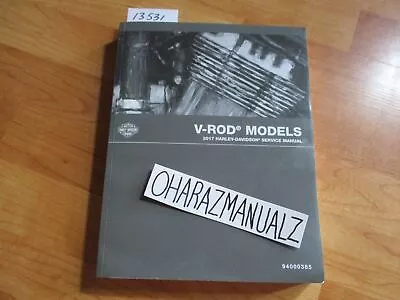 13531
V-ROD® MODELS
2017 HARLEY-DAVIDSON® SERVICE MANUAL
OHARAZMANUALZ
94000385